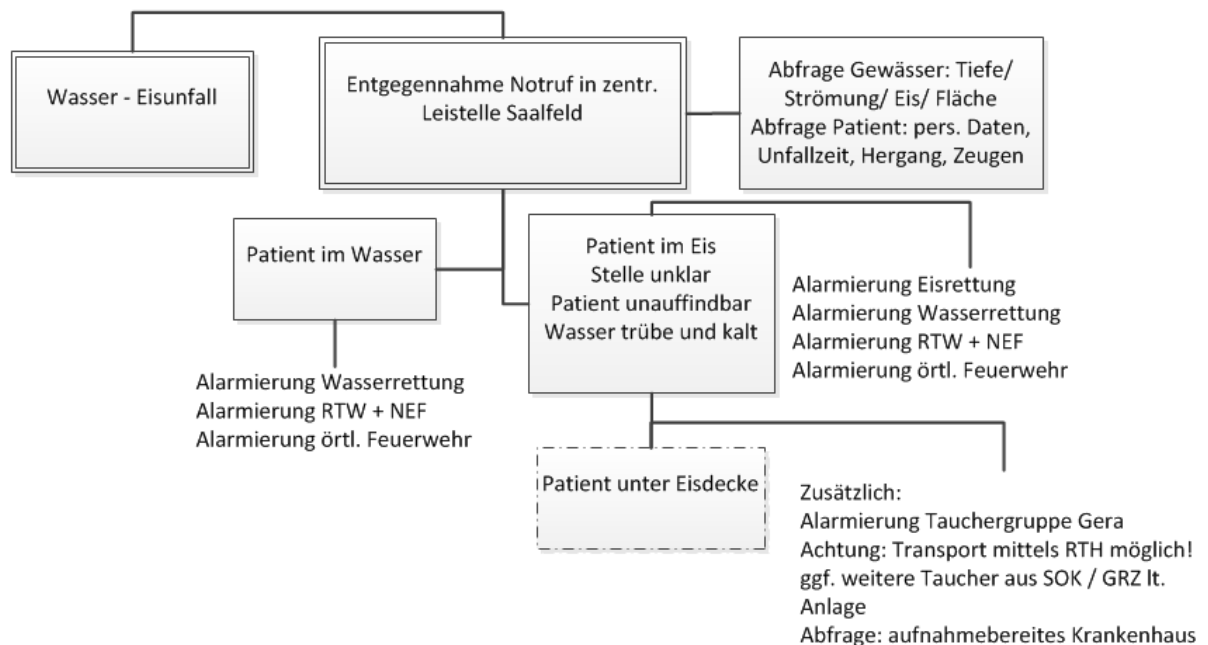 Wasser - Eisunfall
Entgegennahme Notruf in zentr.
Leistelle Saalfeld
Abfrage Gewässer: Tiefe/
Strömung/ Eis/ Fläche
Abfrage Patient: pers. Daten,
Unfallzeit, Hergang, Zeugen
Patient im Wasser
Patient im Eis
Stelle unklar
Patient unauffindbar
Wasser trübe und kalt
Alarmierung Eisrettung
Alarmierung Wasserrettung
Alarmierung RTW + NEF
Alarmierung örtl. Feuerwehr
Alarmierung Wasserrettung
Alarmierung RTW + NEF
Alarmierung örtl. Feuerwehr
Patient unter Eisdecke
Zusätzlich:
Alarmierung Tauchergruppe Gera
Achtung: Transport mittels RTH möglich!
ggf. weitere Taucher aus SOK / GRZ lt.
Anlage
Abfrage: aufnahmebereites Krankenhaus